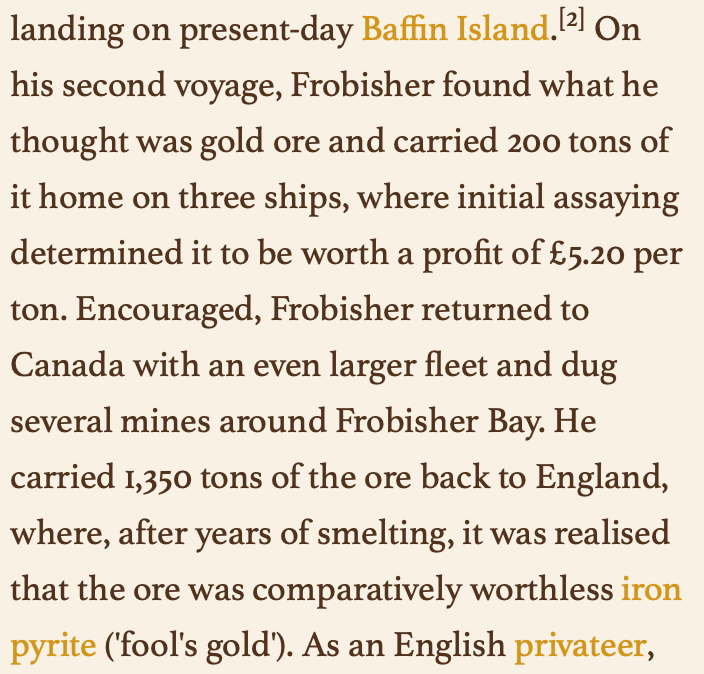 landing on present-day Baffin Island.[2] On
his second voyage, Frobisher found what he
thought was gold ore and carried 200 tons of
it home on three ships, where initial assaying
determined it to be worth a profit of £5.20 per
ton. Encouraged, Frobisher returned to
Canada with an even larger fleet and dug
several mines around Frobisher Bay. He
carried 1,350 tons of the ore back to England,
where, after years of smelting, it was realised
that the ore was comparatively worthless iron
pyrite ('fool's gold'). As an English privateer,